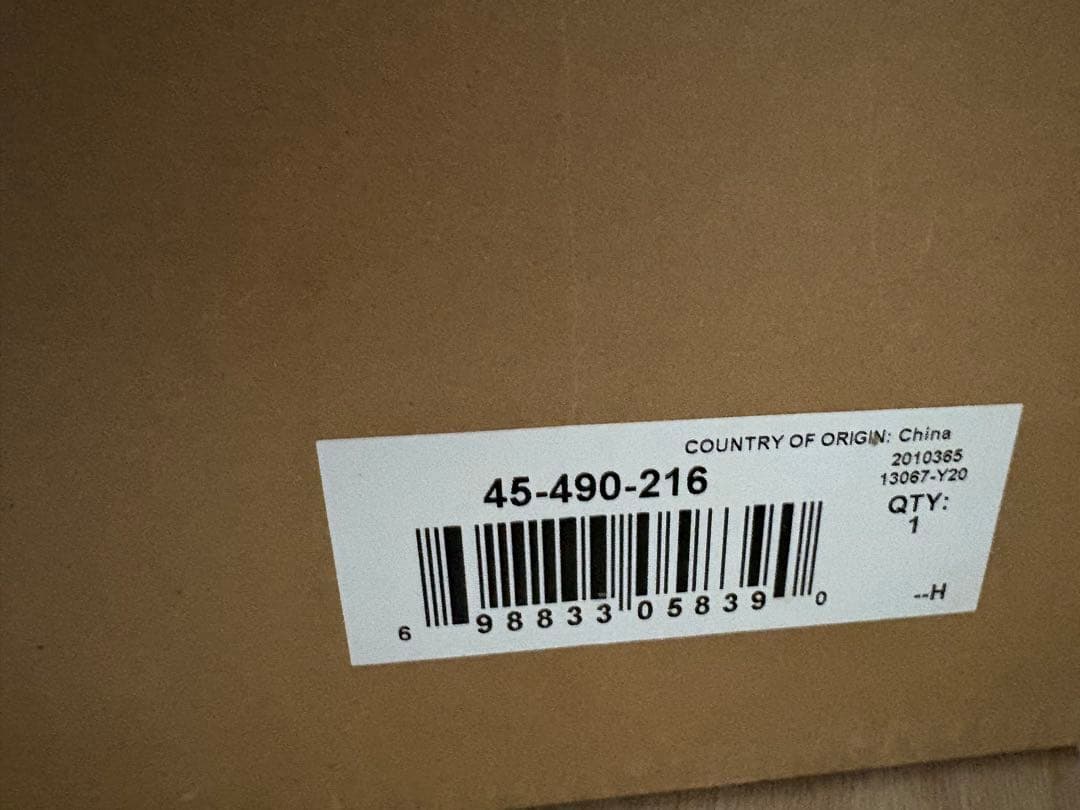 COUNTRY OF ORIGIN: China
2010365
13067-Y20
45-490-216
QTY:
1
6 98833 05839 0
--H